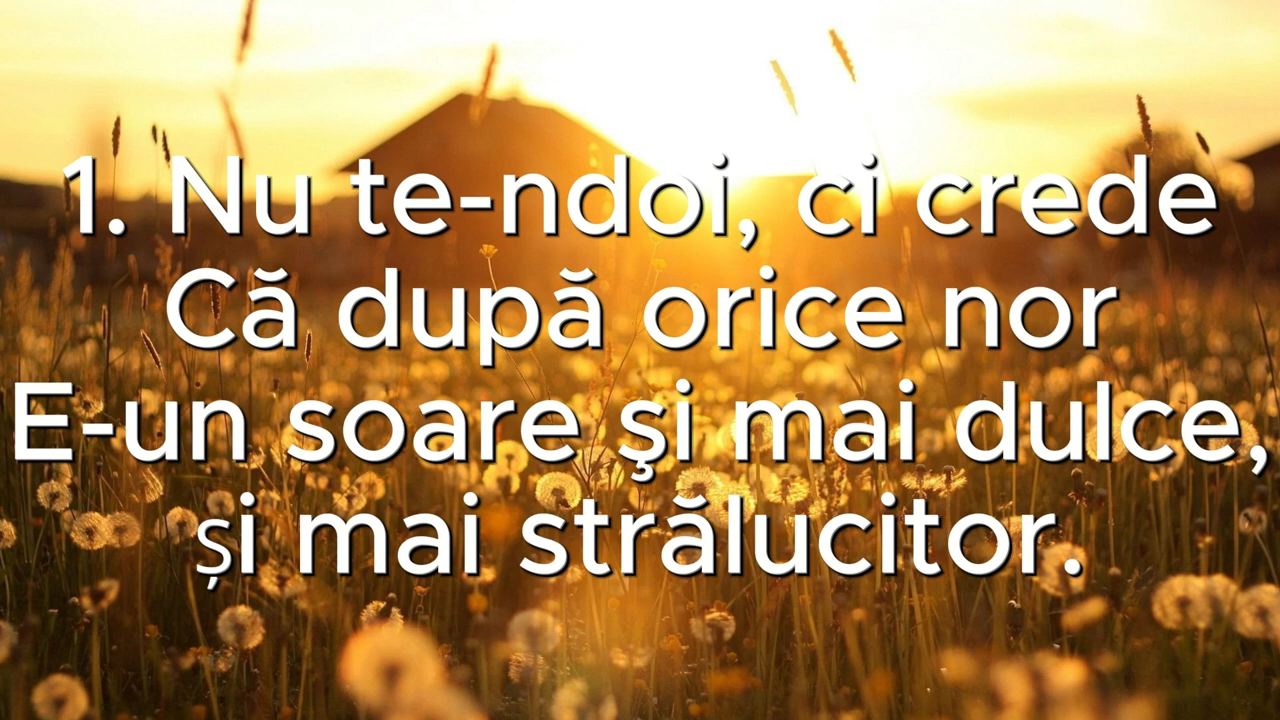 1. Nu te-ndoi, ci crede
Că după orice nor
E-un soare şi mai dulce,
și mai strălucitor.